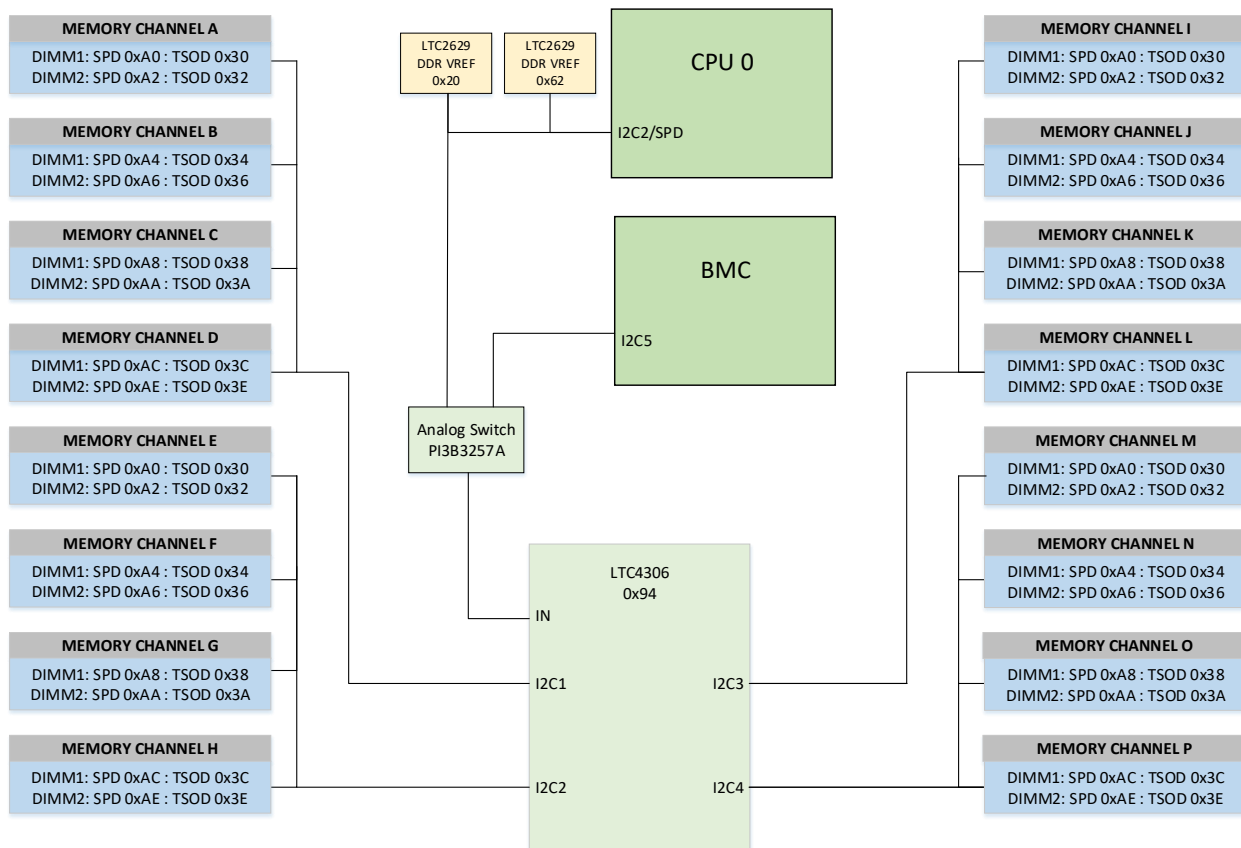 MEMORY CHANNEL A
DIMM1: SPD 0xA0 : TSOD 0x30
DIMM2: SPD 0xA2 : TSOD 0x32
MEMORY CHANNEL B
DIMM1: SPD 0xA4 : TSOD 0x34
DIMM2: SPD 0xA6 : TSOD 0x36
MEMORY CHANNEL C
DIMM1: SPD 0xA8 : TSOD 0x38
DIMM2: SPD 0xAA : TSOD 0x3A
MEMORY CHANNEL D
DIMM1: SPD 0xAC : TSOD 0x3C
DIMM2: SPD 0xAE : TSOD 0x3E
MEMORY CHANNEL E
DIMM1: SPD 0xA0 : TSOD 0x30
DIMM2: SPD 0xA2 : TSOD 0x32
MEMORY CHANNEL F
DIMM1: SPD 0xA4 : TSOD 0x34
DIMM2: SPD 0xA6 : TSOD 0x36
MEMORY CHANNEL G
DIMM1: SPD 0xA8 : TSOD 0x38
DIMM2: SPD 0xAA : TSOD 0x3A
MEMORY CHANNEL H
DIMM1: SPD 0xAC : TSOD 0x3C
DIMM2: SPD 0xAE : TSOD 0x3E
LTC2629
DDR VREF
0x20
LTC2629
DDR VREF
0x62
CPU 0
I2C2/SPD
BMC
I2C5
Analog Switch
PI3B3257A
LTC4306
0x94
IN
I2C1
I2C3
I2C2
I2C4
MEMORY CHANNEL I
DIMM1: SPD 0xA0 : TSOD 0x30
DIMM2: SPD 0xA2 : TSOD 0x32
MEMORY CHANNEL J
DIMM1: SPD 0xA4 : TSOD 0x34
DIMM2: SPD 0xA6 : TSOD 0x36
MEMORY CHANNEL K
DIMM1: SPD 0xA8 : TSOD 0x38
DIMM2: SPD 0xAA : TSOD 0x3A
MEMORY CHANNEL L
DIMM1: SPD 0xAC : TSOD 0x3C
DIMM2: SPD 0xAE : TSOD 0x3E
MEMORY CHANNEL M
DIMM1: SPD 0xA0 : TSOD 0x30
DIMM2: SPD 0xA2 : TSOD 0x32
MEMORY CHANNEL N
DIMM1: SPD 0xA4 : TSOD 0x34
DIMM2: SPD 0xA6 : TSOD 0x36
MEMORY CHANNEL O
DIMM1: SPD 0xA8 : TSOD 0x38
DIMM2: SPD 0xAA : TSOD 0x3A
MEMORY CHANNEL P
DIMM1: SPD 0xAC : TSOD 0x3C
DIMM2: SPD 0xAE : TSOD 0x3E